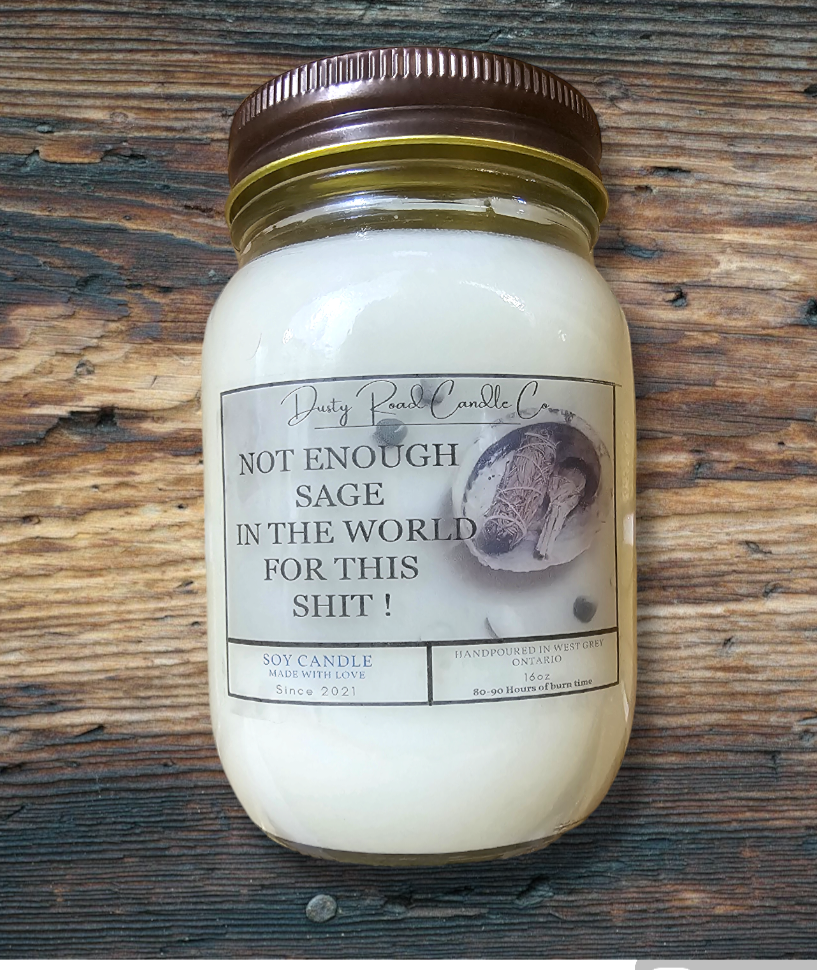 Dusty Road Candle Co
NOT ENOUGH
SAGE
IN THE WORLD
FOR THIS
SHIT !
SOY CANDLE
MADE WITH LOVE
Since 2021
HANDPOURED IN WEST GREY
ONTARIO
16oz
80-90 Hours of burn time